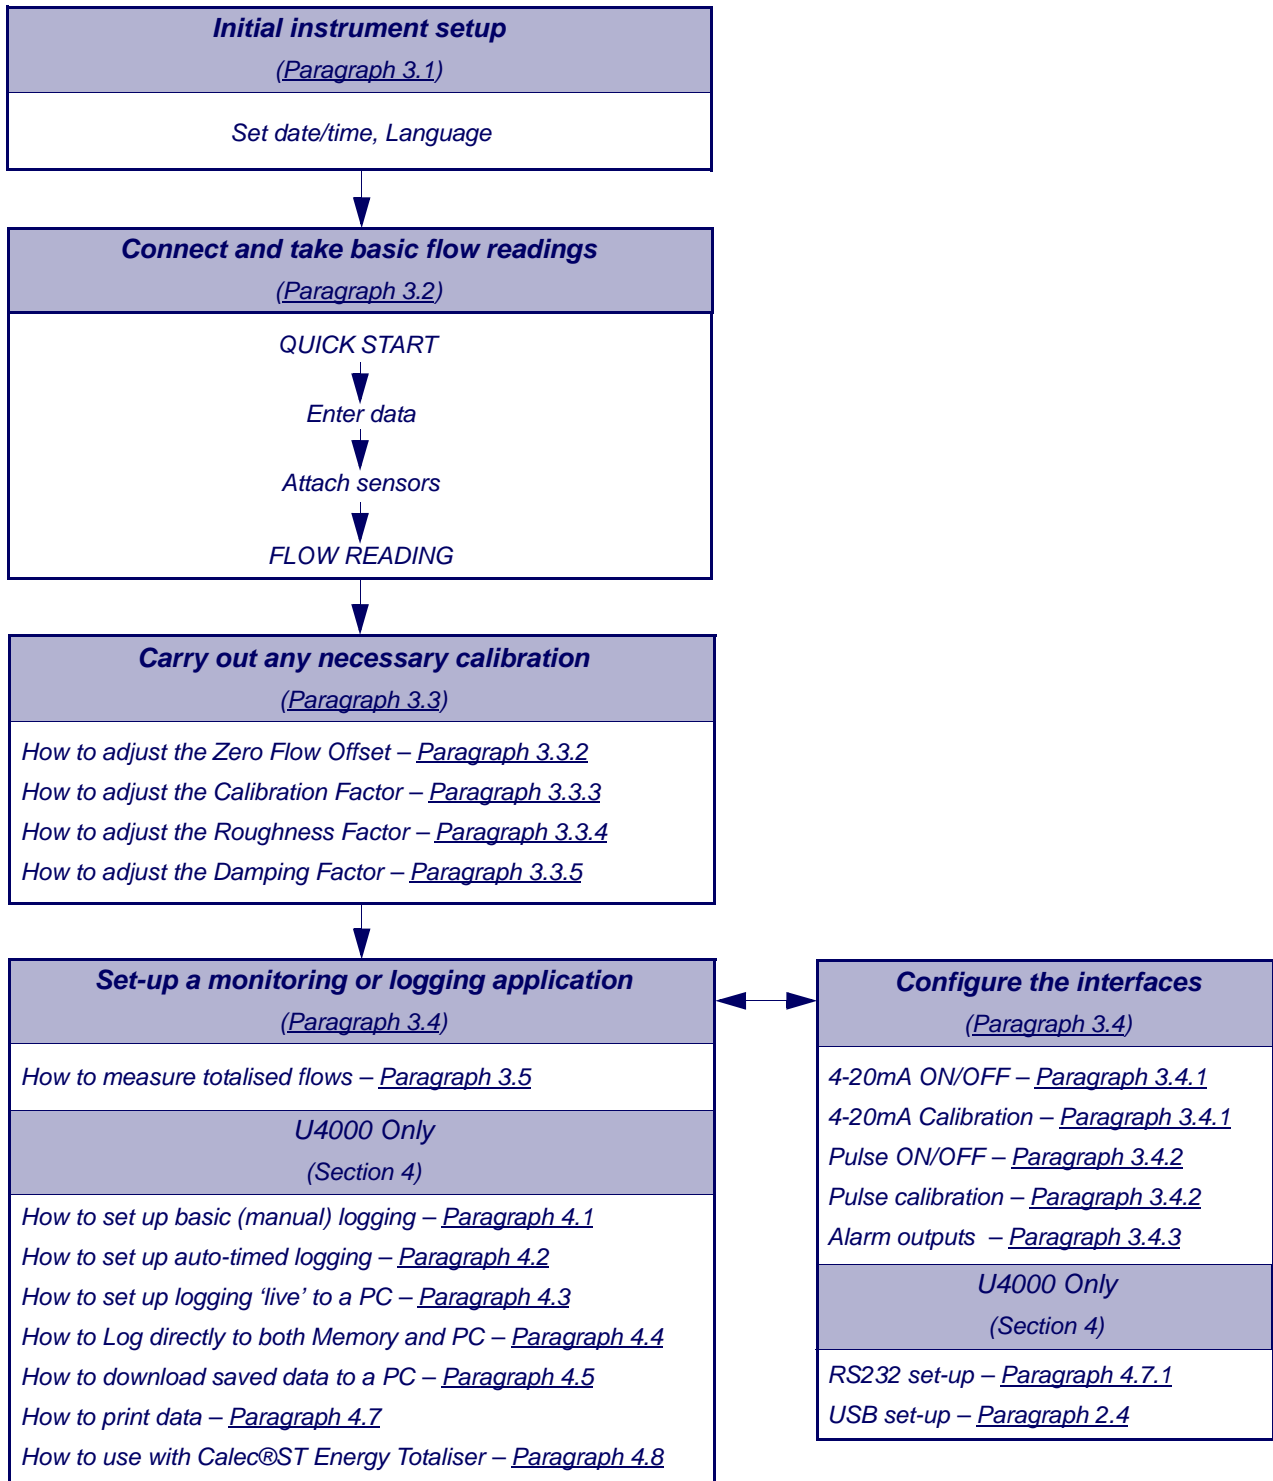 Initial instrument setup
(Paragraph 3.1)
Set date/time, Language
Connect and take basic flow readings
(Paragraph 3.2)
QUICK START
Enter data
Attach sensors
FLOW READING
Carry out any necessary calibration
(Paragraph 3.3)
How to adjust the Zero Flow Offset – Paragraph 3.3.2
How to adjust the Calibration Factor – Paragraph 3.3.3
How to adjust the Roughness Factor – Paragraph 3.3.4
How to adjust the Damping Factor – Paragraph 3.3.5
Set-up a monitoring or logging application
(Paragraph 3.4)
How to measure totalised flows – Paragraph 3.5
U4000 Only
(Section 4)
How to set up basic (manual) logging – Paragraph 4.1
How to set up auto-timed logging – Paragraph 4.2
How to set up logging ‘live’ to a PC – Paragraph 4.3
How to Log directly to both Memory and PC – Paragraph 4.4
How to download saved data to a PC – Paragraph 4.5
How to print data – Paragraph 4.7
How to use with Calec®ST Energy Totaliser – Paragraph 4.8
Configure the interfaces
(Paragraph 3.4)
4-20mA ON/OFF – Paragraph 3.4.1
4-20mA Calibration – Paragraph 3.4.1
Pulse ON/OFF – Paragraph 3.4.2
Pulse calibration – Paragraph 3.4.2
Alarm outputs – Paragraph 3.4.3
U4000 Only
(Section 4)
RS232 set-up – Paragraph 4.7.1
USB set-up – Paragraph 2.4